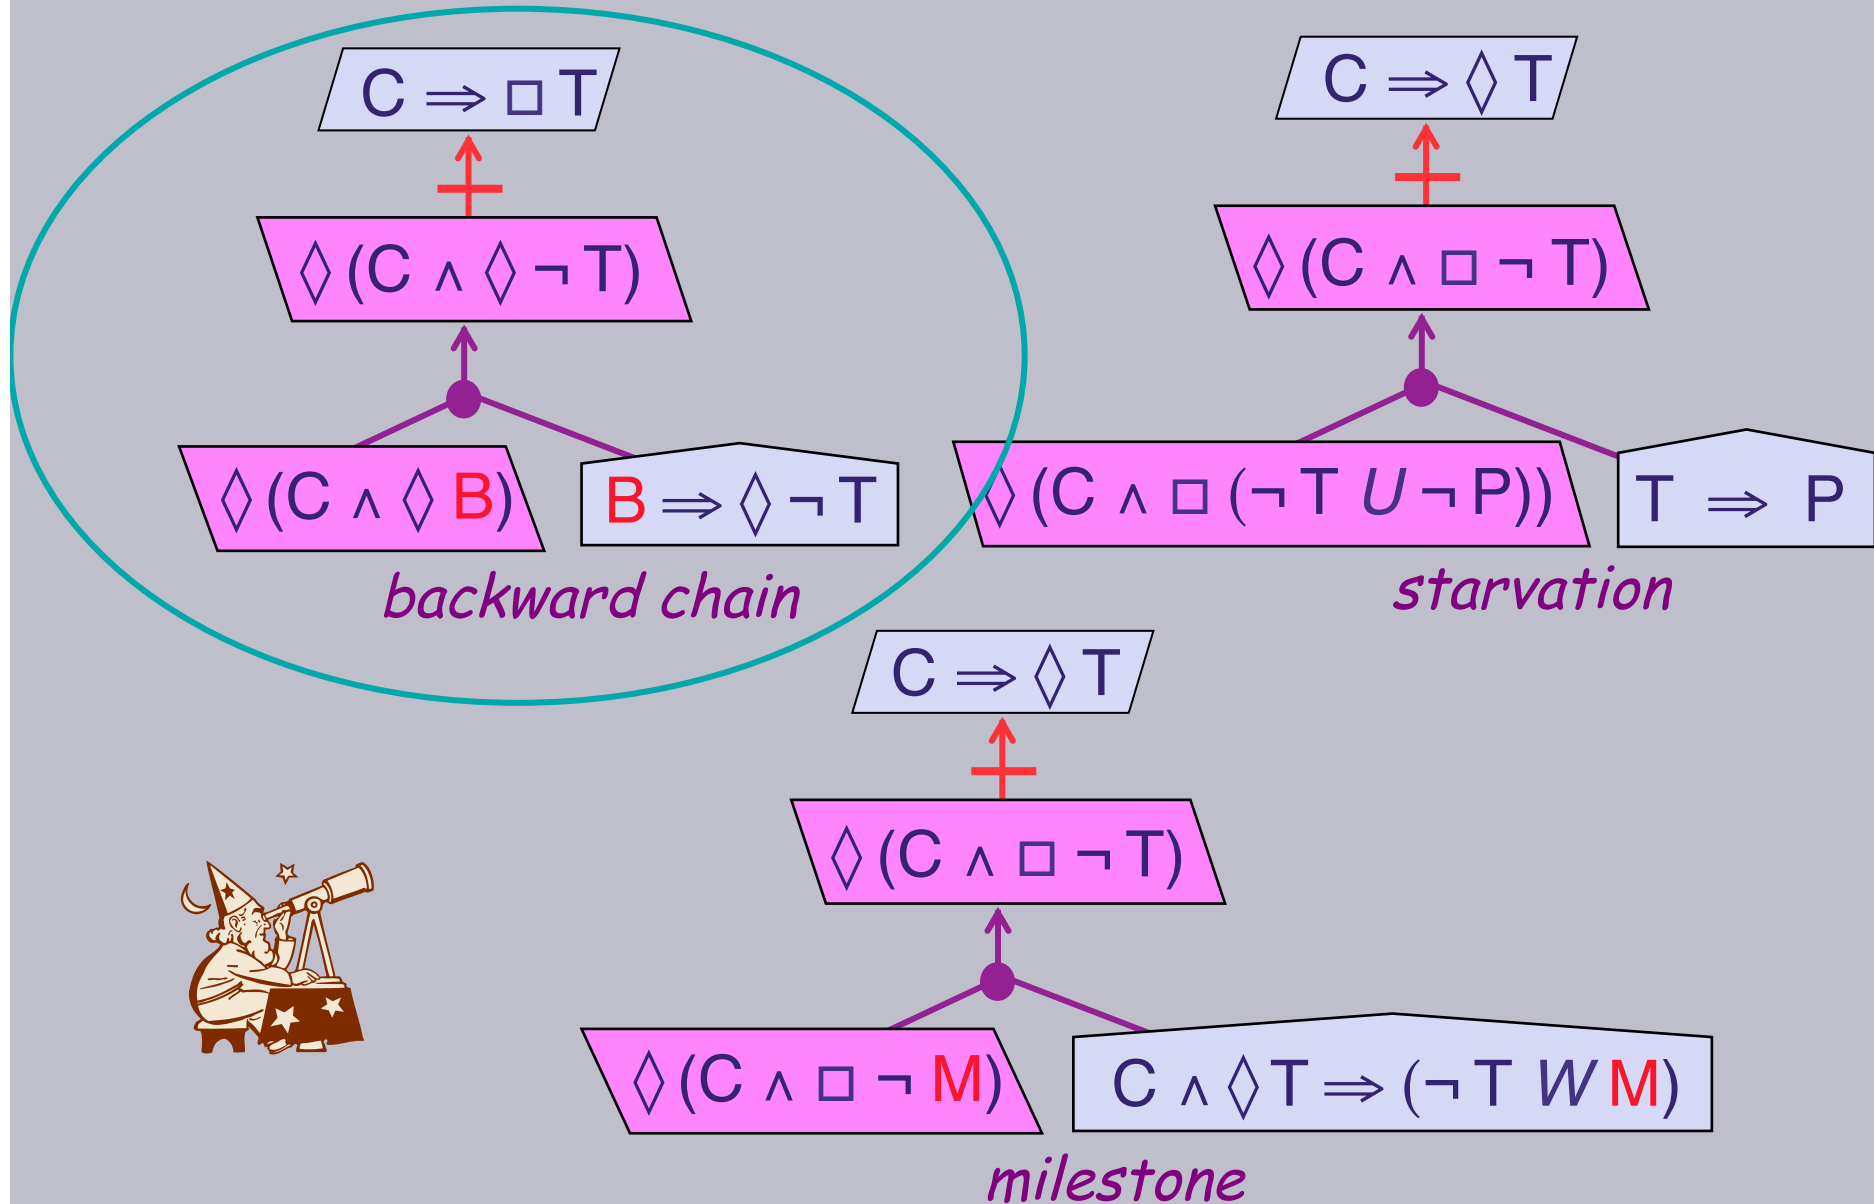 C ⇒ □ T
◊ (C ∧ ◊ ¬ T)
◊ (C ∧ ◊ B)
B ⇒ ◊ ¬ T
backward chain
C ⇒ ◊ T
◊ (C ∧ □ ¬ T)
◊ (C ∧ □ (¬ T U ¬ P))
T ⇒ P
starvation
C ⇒ ◊ T
◊ (C ∧ □ ¬ T)
◊ (C ∧ □ ¬ M)
C ∧ ◊ T ⇒ (¬ T W M)
milestone